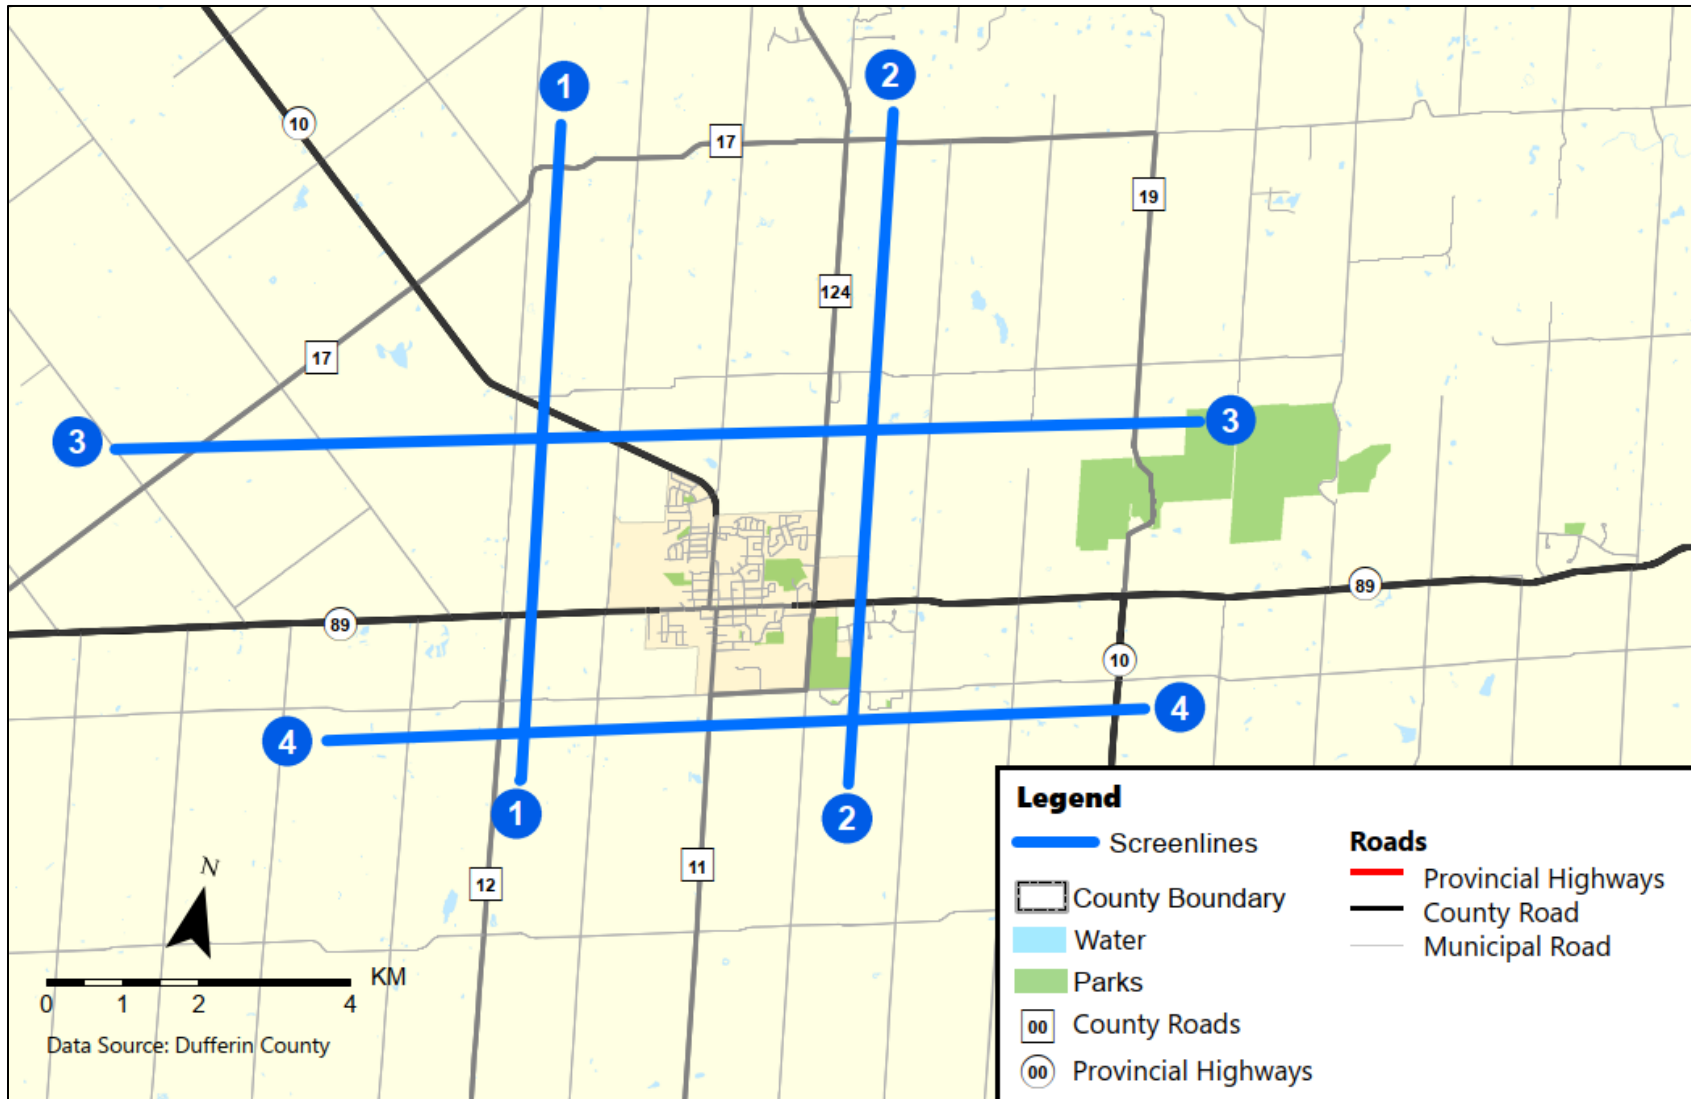 1
2
10
17
19
124
17
3
3
89
89
10
4
4
1
2
12
11
N
KM
0 1 2 4
Data Source: Dufferin County
Legend
Screenlines
County Boundary
Water
Parks
00 County Roads
00 Provincial Highways
Roads
Provincial Highways
County Road
Municipal Road